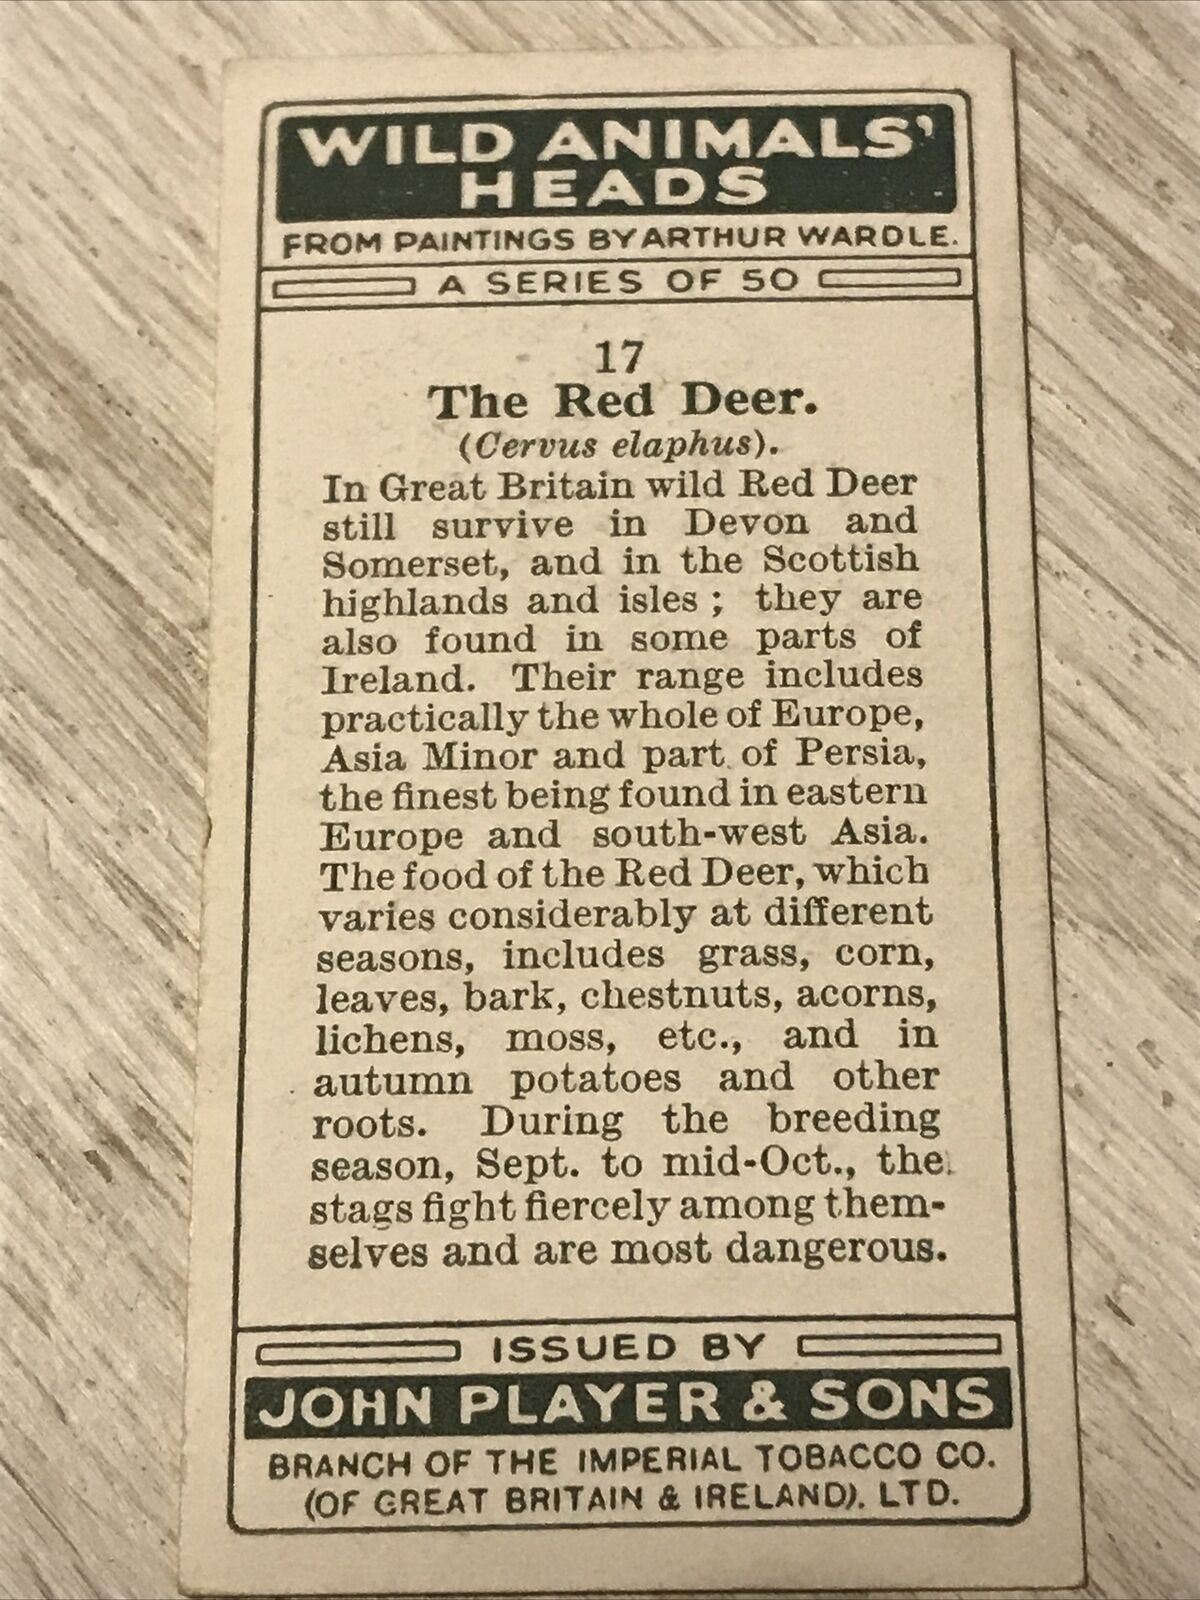 WILD ANIMALS'
HEADS
FROM PAINTINGS BY ARTHUR WARDLE.
A SERIES OF 50
17
The Red Deer.
(Cervus elaphus).
In Great Britain wild Red Deer
still survive in Devon and
Somerset, and in the Scottish
highlands and isles ; they are
also found in some parts of
Ireland. Their range includes
practically the whole of Europe,
Asia Minor and part of Persia,
the finest being found in eastern
Europe and south-west Asia.
The food of the Red Deer, which
varies considerably at different
seasons, includes grass, corn,
leaves, bark, chestnuts, acorns,
lichens, moss, etc., and in
autumn potatoes and other
roots. During the breeding
season, Sept. to mid-Oct., the
stags fight fiercely among them-
selves and are most dangerous.
ISSUED BY
JOHN PLAYER & SONS
BRANCH OF THE IMPERIAL TOBACCO CO.
(OF GREAT BRITAIN & IRELAND), LTD.